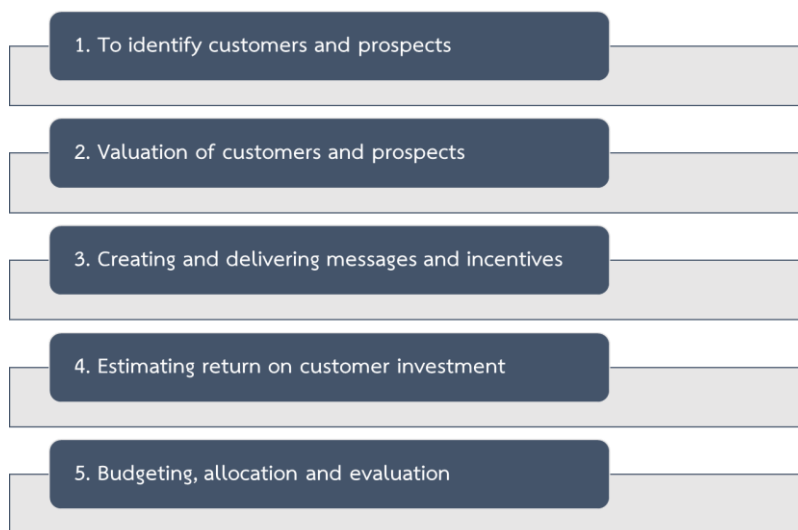 1. To identify customers and prospects
2. Valuation of customers and prospects
3. Creating and delivering messages and incentives
4. Estimating return on customer investment
5. Budgeting, allocation and evaluation